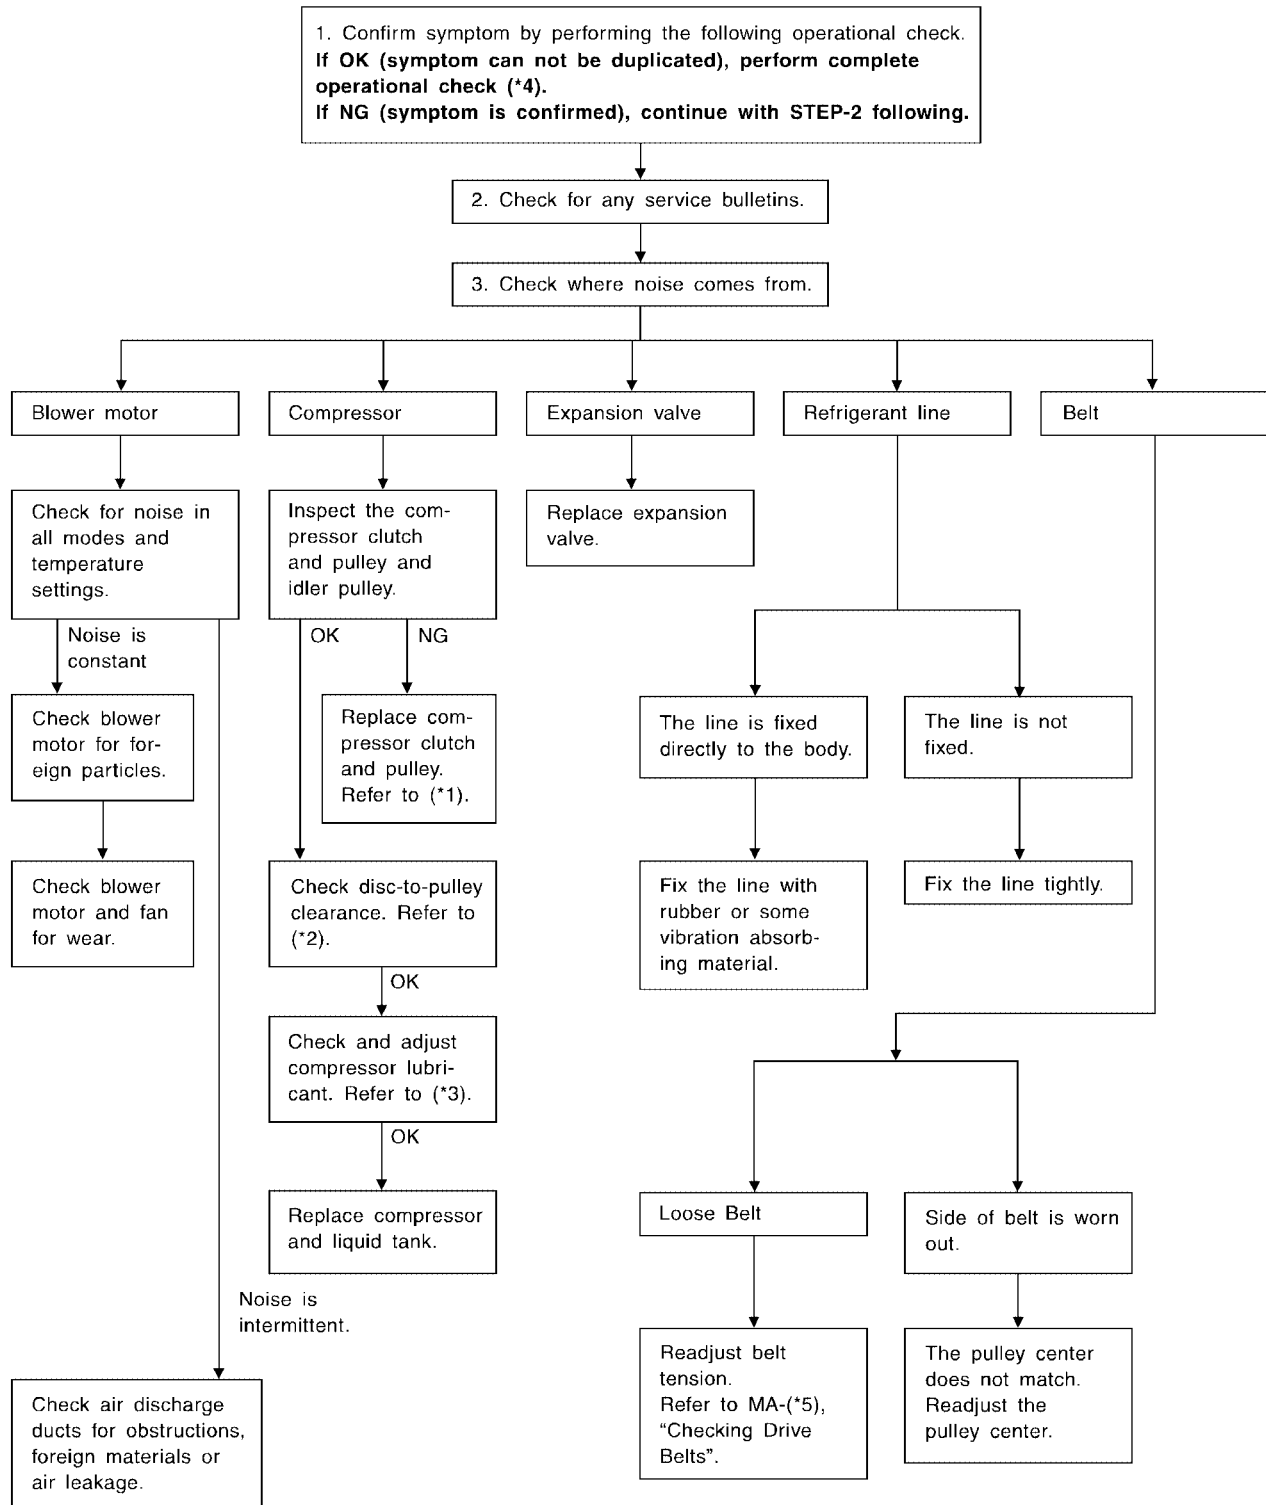 1. Confirm symptom by performing the following operational check.
If OK (symptom can not be duplicated), perform complete
operational check (*4).
If NG (symptom is confirmed), continue with STEP-2 following.
2. Check for any service bulletins.
3. Check where noise comes from.
Blower motor
Compressor
Expansion valve
Refrigerant line
Belt
Check for noise in
all modes and
temperature
settings.
Inspect the com-
pressor clutch
and pulley and
idler pulley.
Replace expansion
valve.
Noise is
constant
OK
NG
Check blower
motor for for-
eign particles.
Replace com-
pressor clutch
and pulley.
Refer to (*1).
The line is fixed
directly to the body.
The line is not
fixed.
Check blower
motor and fan
for wear.
Check disc-to-pulley
clearance. Refer to
(*2).
Fix the line with
rubber or some
vibration absorb-
ing material.
Fix the line tightly.
OK
Check and adjust
compressor lubri-
cant. Refer to (*3).
OK
Replace compressor
and liquid tank.
Loose Belt
Side of belt is worn
out.
Noise is
intermittent.
Readjust belt
tension.
Refer to MA-(*5),
“Checking Drive
Belts”.
The pulley center
does not match.
Readjust the
pulley center.
Check air discharge
ducts for obstructions,
foreign materials or
air leakage.